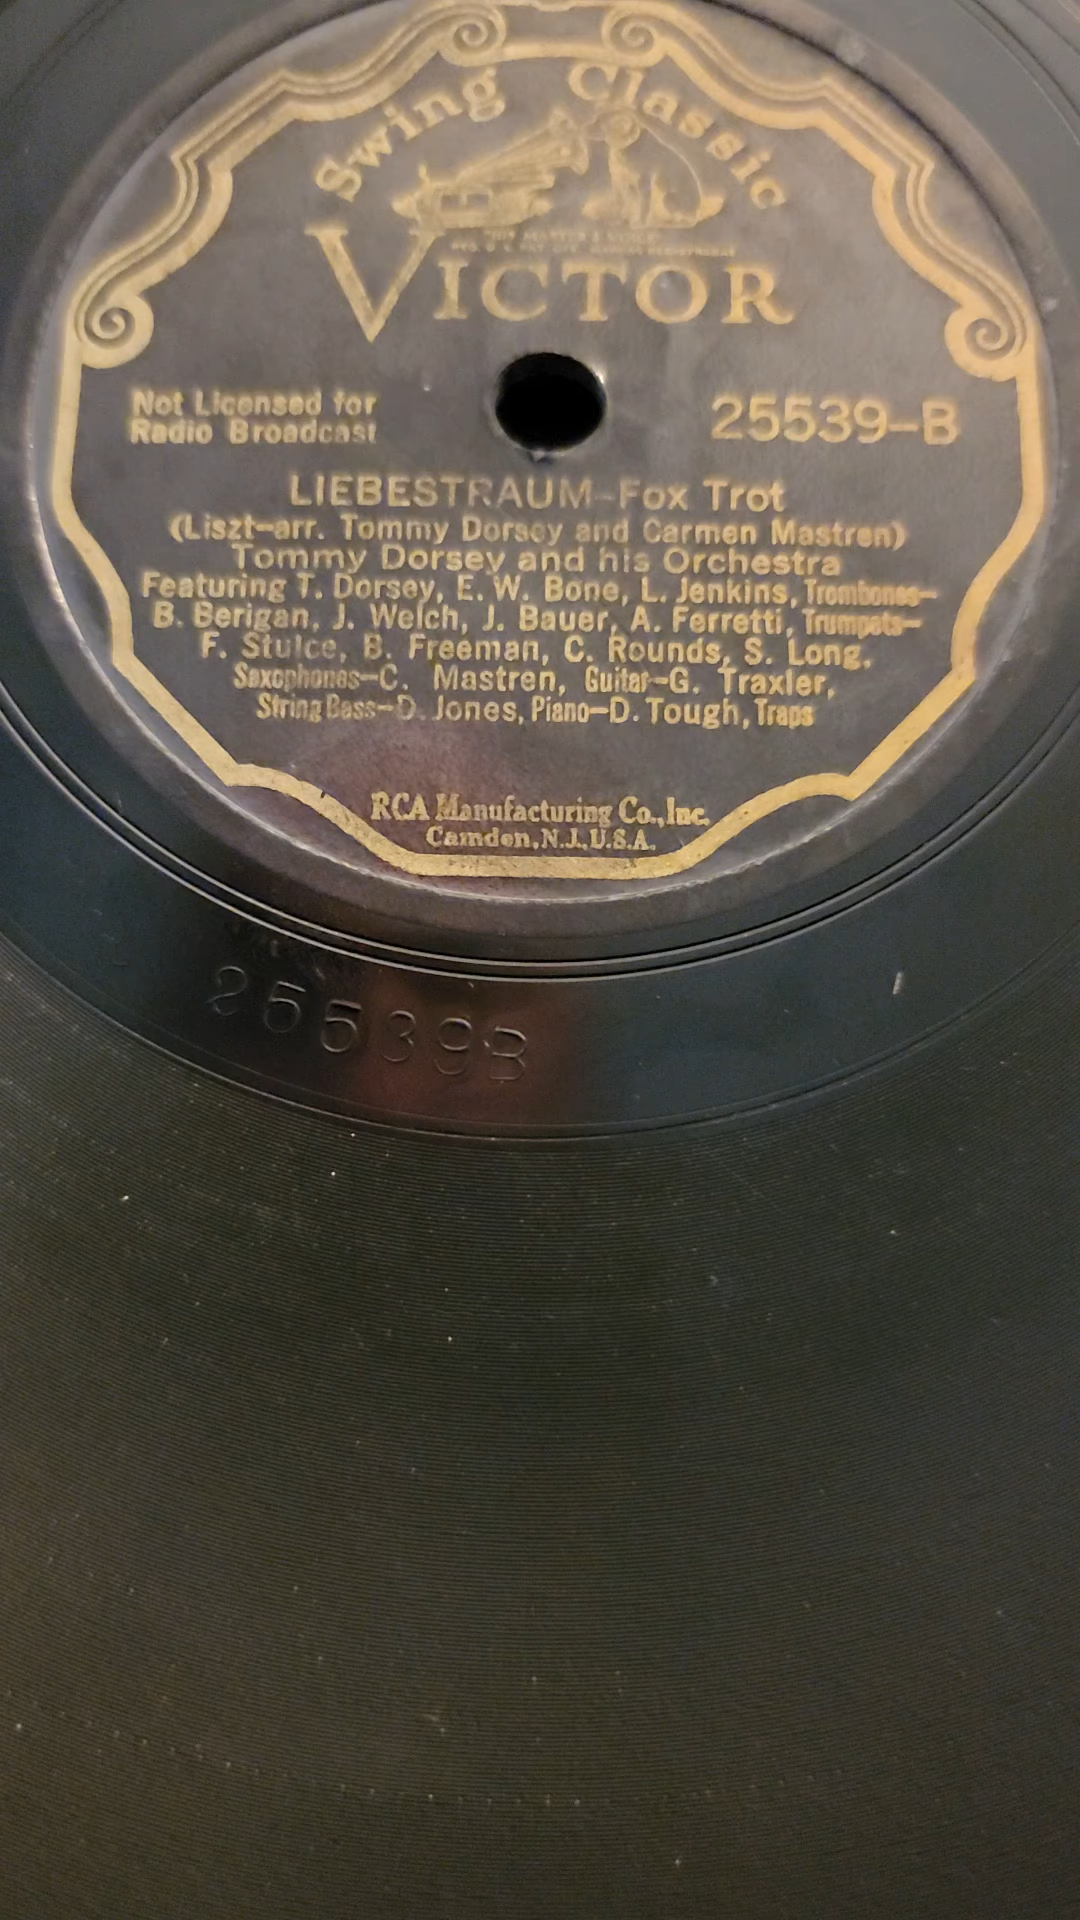 Swing Classic
VICTOR
Not Licensed for
Radio Broadcast
25539-B
LIEBESTRAUM-Fox Trot
(Liszt-arr. Tommy Dorsey and Carmen Mastren)
Tommy Dorsey and his Orchestra
Featuring T. Dorsey, E. W. Bone, L. Jenkins, Trombones-
B. Berigan, J. Welch, J. Bauer, A. Ferretti, Trumpets-
F. Stulce, B. Freeman, C. Rounds, S. Long,
Saxophones-C. Mastren, Guitar-G. Traxler,
String Bass-D. Jones, Piano-D. Tough, Traps
RCA Manufacturing Co., Inc.
Camden, N.J., U.S.A.
25539B